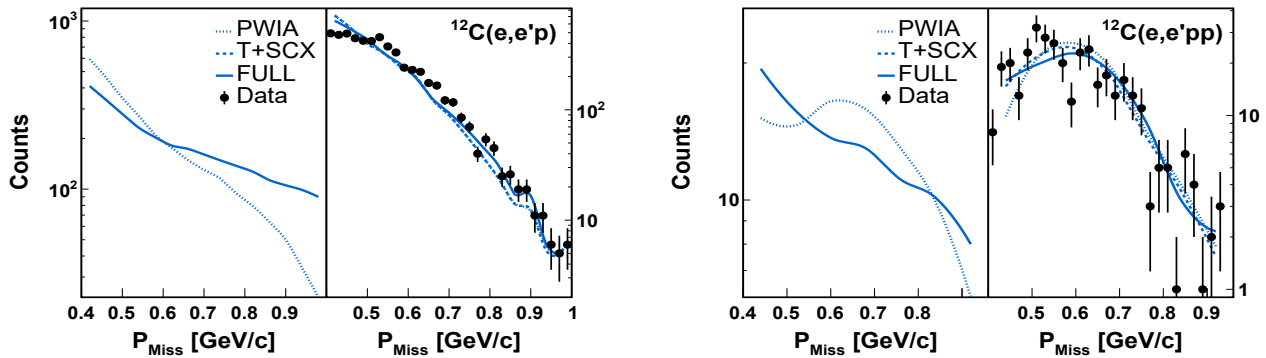 10³
10²
Counts
PWIA
T+SCX
FULL
Data
¹²C(e,e'p)
10²
10
0.4 0.5 0.6 0.7 0.8 0.9
0.5 0.6 0.7 0.8 0.9 1
P_Miss [GeV/c]
P_Miss [GeV/c]
10
Counts
PWIA
T+SCX
FULL
Data
¹²C(e,e'pp)
10
1
0.4 0.5 0.6 0.7 0.8 0.9
0.5 0.6 0.7 0.8 0.9
P_Miss [GeV/c]
P_Miss [GeV/c]